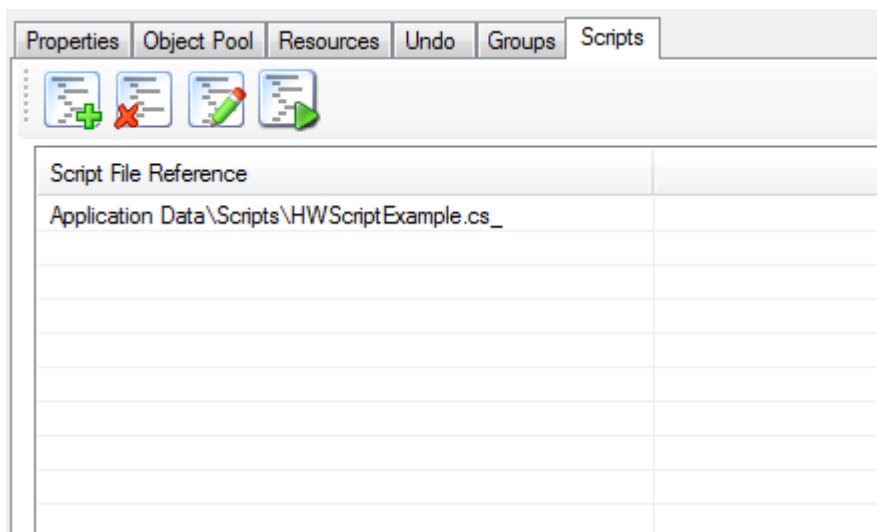 Properties Object Pool Resources Undo Groups Scripts
Script File Reference
Application Data\Scripts\HWScriptExample.cs_